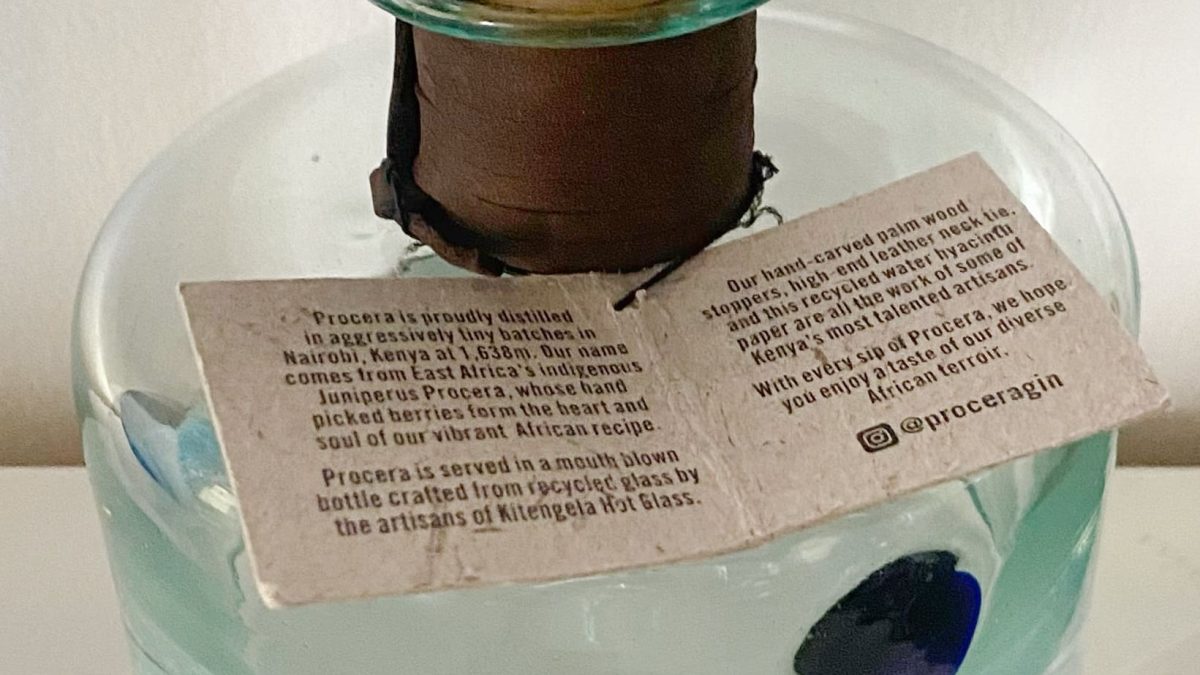 Procera is proudly distilled
in aggressively tiny batches in
Nairobi, Kenya at 1,638m. Our name
comes from East Africa's indigenous
Juniperus Procera, whose hand
picked berries form the heart and
soul of our vibrant African recipe.
Procera is served in a mouth blown
bottle crafted from recycled glass by
the artisans of Kitengela Hot Glass.
Our hand-carved palm wood
stoppers, high-end leather neck tie,
and this recycled water hyacinth
paper are all the work of some of
Kenya's most talented artisans.
With every sip of Procera, we hope
you enjoy a taste of our diverse
African terroir.
@proceragin